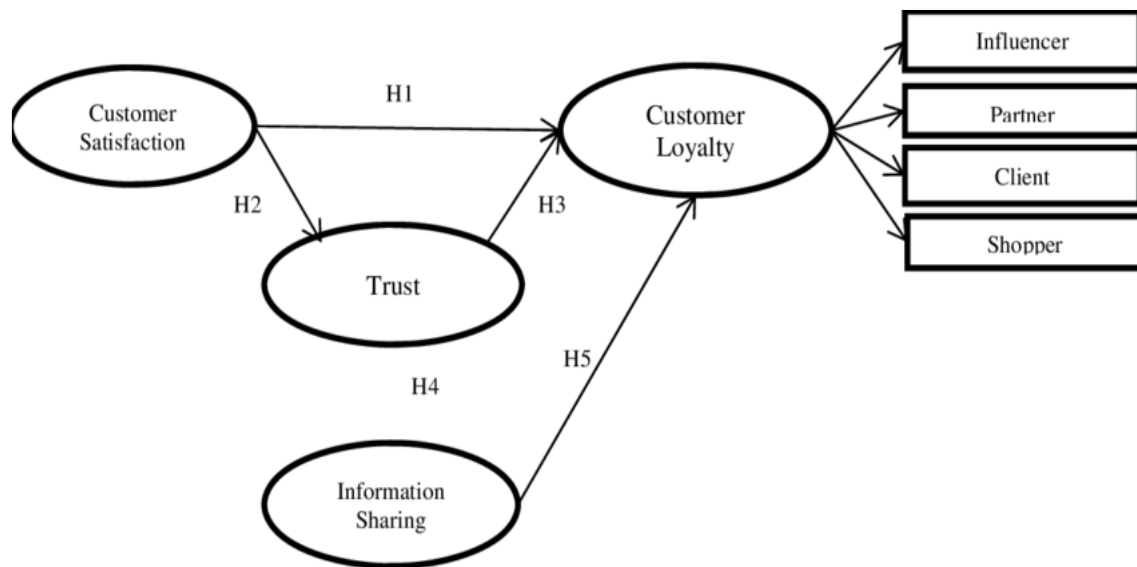 Customer
Satisfaction
H1
Customer
Loyalty
Influencer
Partner
Client
Shopper
H2
H3
Trust
H4
H5
Information
Sharing